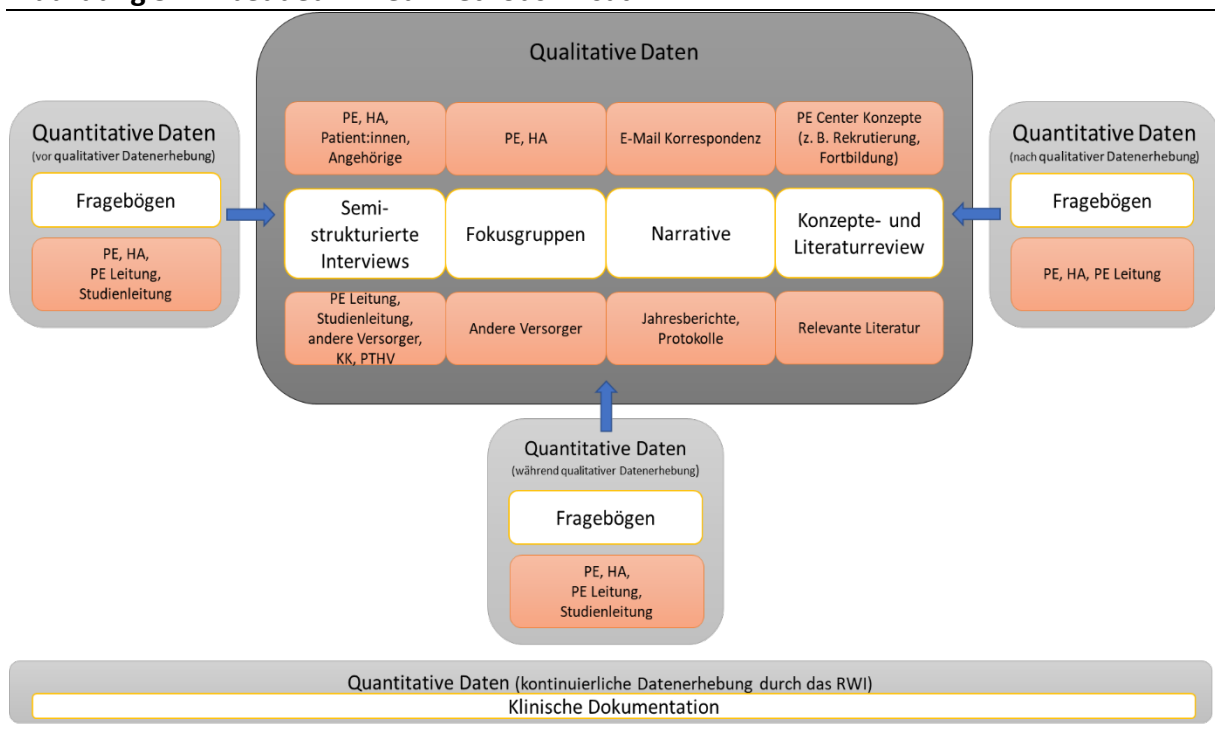 Qualitative Daten
PE, HA,
Patient:innen,
Angehörige
PE, HA
E-Mail Korrespondenz
PE Center Konzepte
(z. B. Rekrutierung,
Fortbildung)
Semi-
strukturierte
Interviews
Fokusgruppen
Narrative
Konzepte- und
Literaturreview
PE Leitung,
Studienleitung,
andere Versorger,
KK, PTHV
Andere Versorger
Jahresberichte,
Protokolle
Relevante Literatur
Quantitative Daten
(vor qualitativer Datenerhebung)
Fragebögen
PE, HA,
PE Leitung,
Studienleitung
Quantitative Daten
(nach qualitativer Datenerhebung)
Fragebögen
PE, HA, PE Leitung
Quantitative Daten
(während qualitativer Datenerhebung)
Fragebögen
PE, HA,
PE Leitung,
Studienleitung
Quantitative Daten (kontinuierliche Datenerhebung durch das RWI)
Klinische Dokumentation